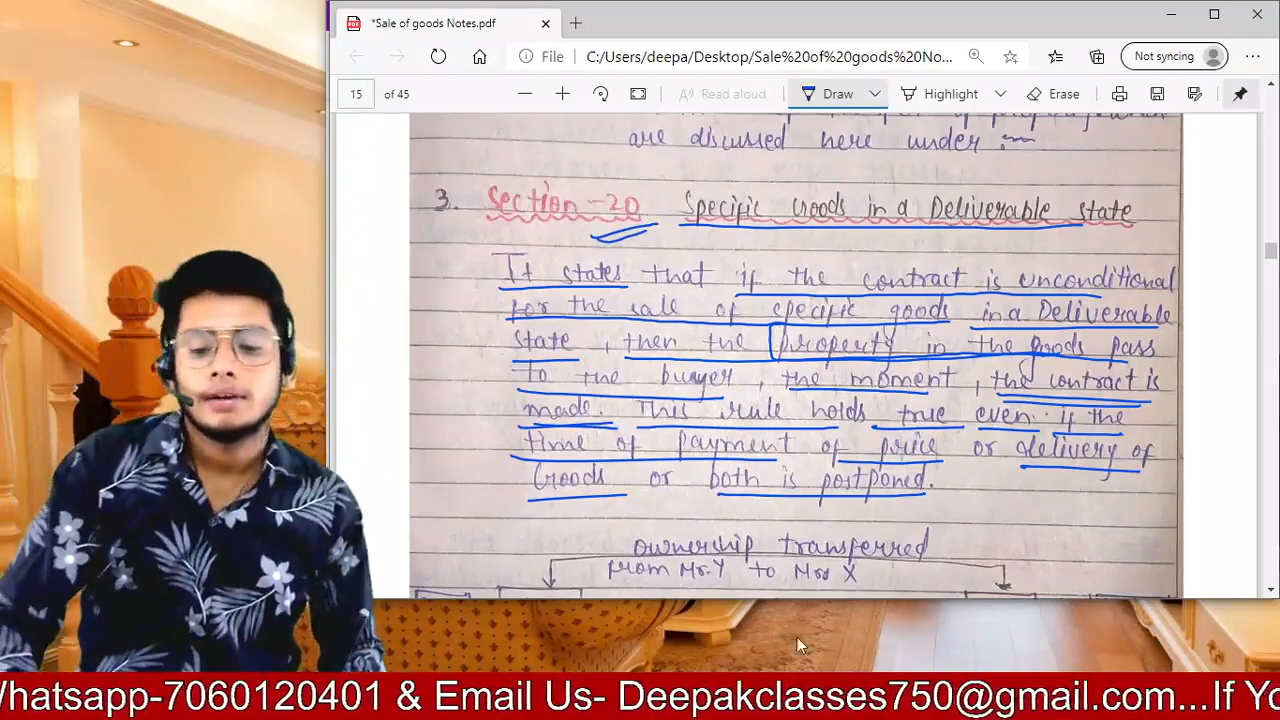 *Sale of goods Notes.pdf
File
C:/Users/deepa/Desktop/Sale%20of%20goods%20No...
Not syncing
15 of 45
Read aloud
Draw
Highlight
Erase
are discussed here under :~
3. Section-20 Specific Goods in a Deliverable state
It states that if the contract is unconditional
for the sale of specific goods in a Deliverable
state, then the property in the goods pass
to the buyer, the moment, the contract is
made. This rule holds true even if the
time of payment of price or delivery of
Goods or both is postponed.
ownership transferred
from Mr. Y to Mrs X
Whatsapp-7060120401 & Email Us- Deepakclasses750@gmail.com...If Yo